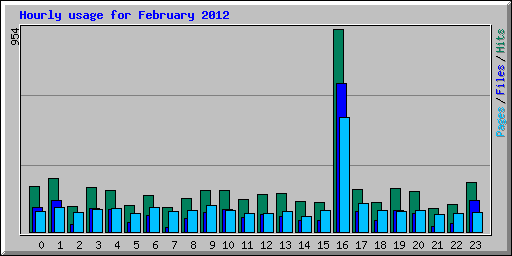 Hourly usage for February 2012
954
Pages / Files / Hits
0 1 2 3 4 5 6 7 8 9 10 11 12 13 14 15 16 17 18 19 20 21 22 23